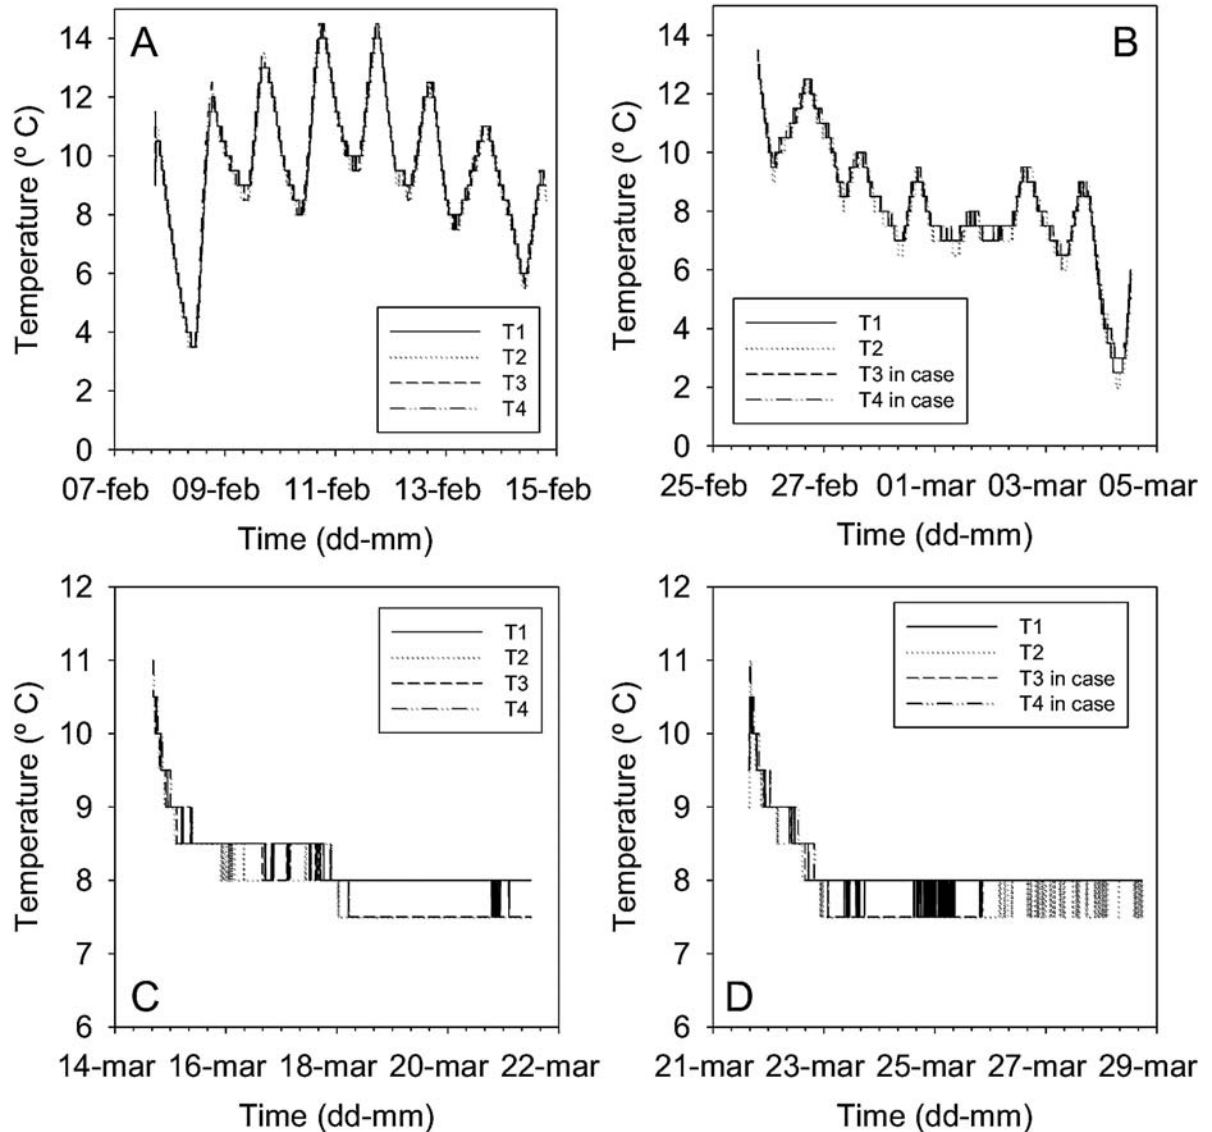 A
14
12
10
8
6
4
2
0
Temperature (º C)
T1
T2
T3
T4
07-feb 09-feb 11-feb 13-feb 15-feb
Time (dd-mm)
B
14
12
10
8
6
4
2
0
Temperature (º C)
T1
T2
T3 in case
T4 in case
25-feb 27-feb 01-mar 03-mar 05-mar
Time (dd-mm)
12
11
10
9
8
7
6
Temperature (º C)
T1
T2
T3
T4
C
14-mar 16-mar 18-mar 20-mar 22-mar
Time (dd-mm)
12
11
10
9
8
7
6
Temperature (º C)
T1
T2
T3 in case
T4 in case
D
21-mar 23-mar 25-mar 27-mar 29-mar
Time (dd-mm)